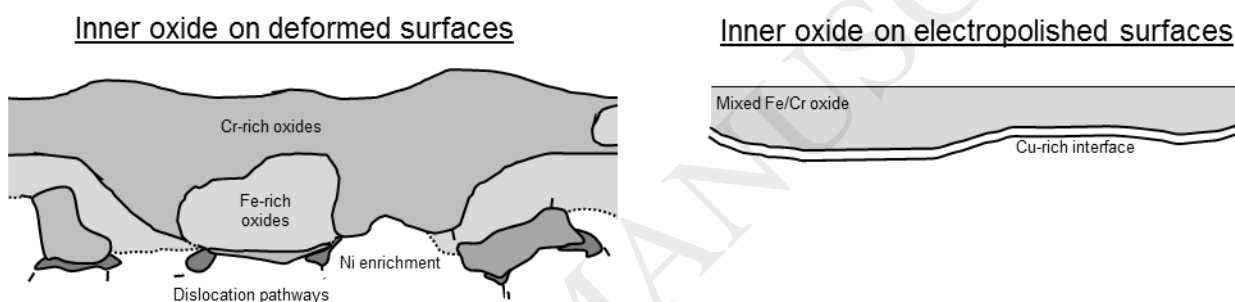 Inner oxide on deformed surfaces
Inner oxide on electropolished surfaces
Cr-rich oxides
Fe-rich
oxides
Ni enrichment
Dislocation pathways
Mixed Fe/Cr oxide
Cu-rich interface
MANUSC